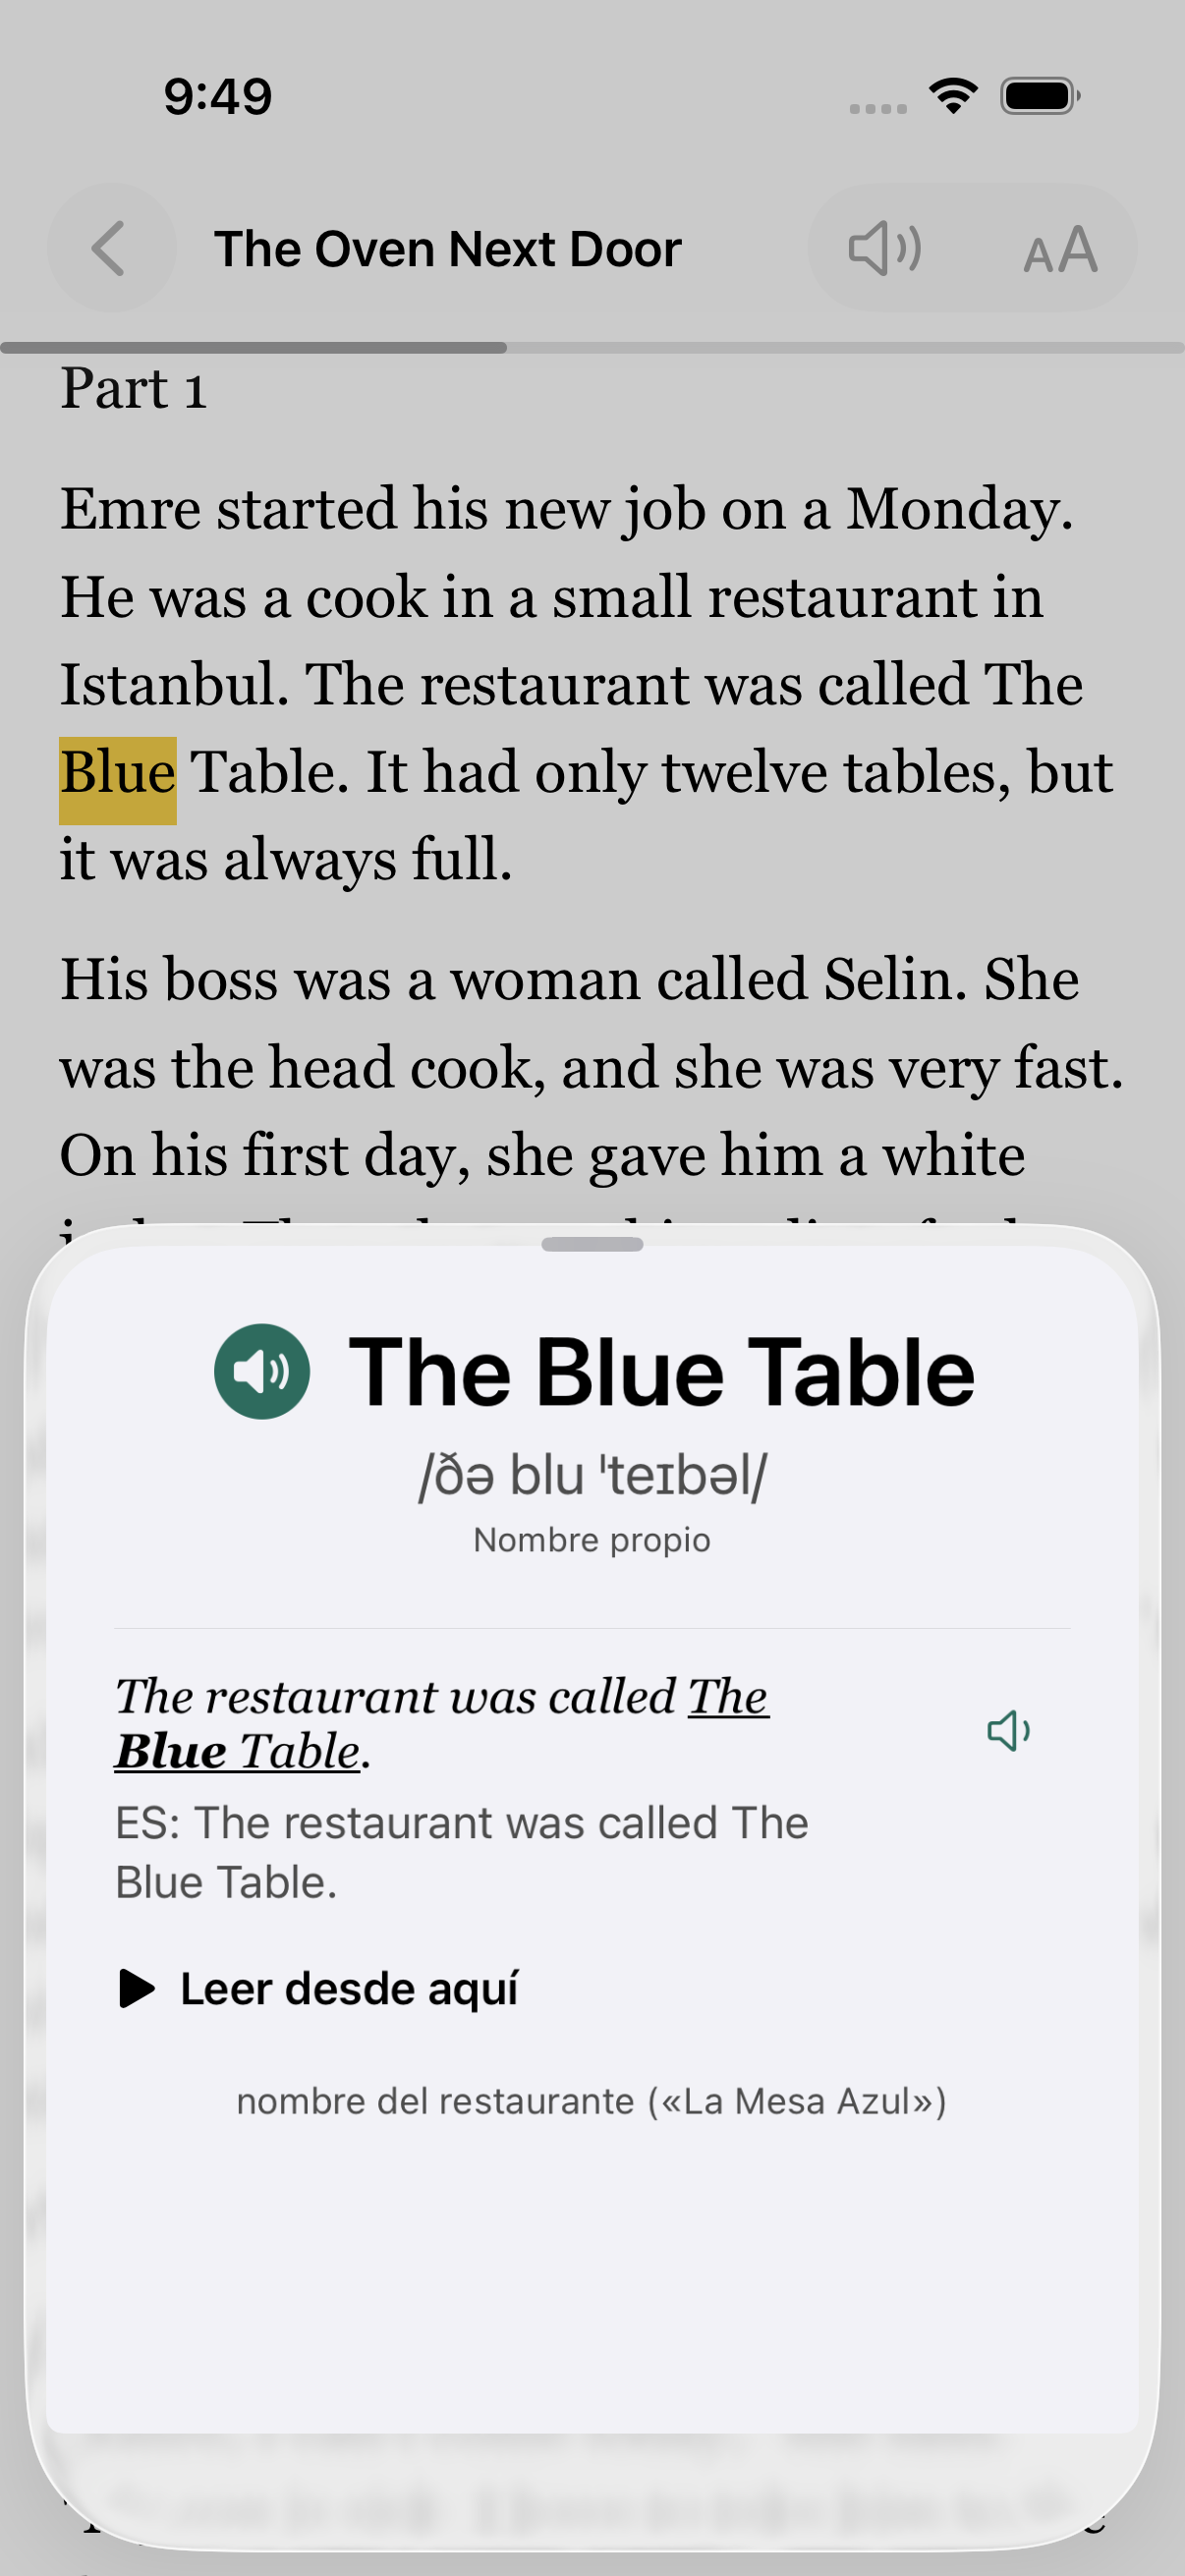 9:49
The Oven Next Door
AA
Part 1
Emre started his new job on a Monday.
He was a cook in a small restaurant in
Istanbul. The restaurant was called The
Blue Table. It had only twelve tables, but
it was always full.
His boss was a woman called Selin. She
was the head cook, and she was very fast.
On his first day, she gave him a white
The Blue Table
/ðə blu ˈteɪbəl/
Nombre propio
The restaurant was called The
Blue Table.
ES: The restaurant was called The
Blue Table.
Leer desde aquí
nombre del restaurante («La Mesa Azul»)